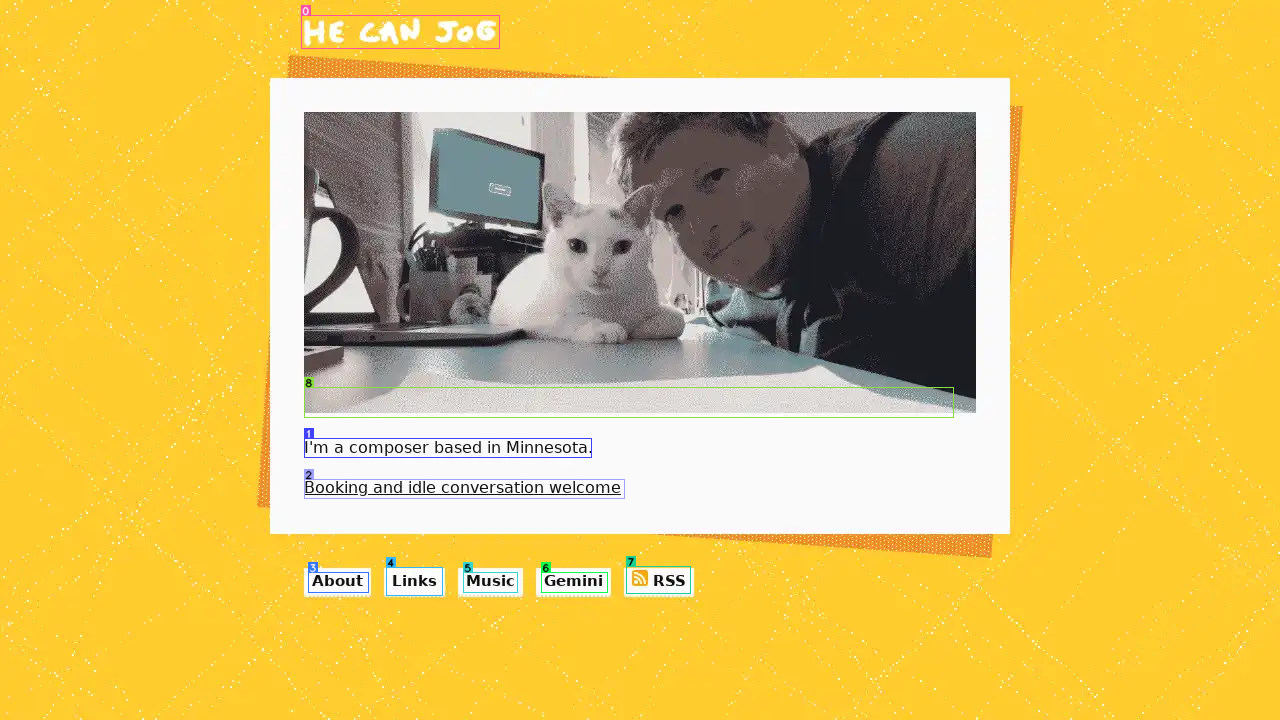 HE CAN JOG
I'm a composer based in Minnesota.
Booking and idle conversation welcome
About Links Music Gemini RSS
0
1
2
3
4
5
6
7
8